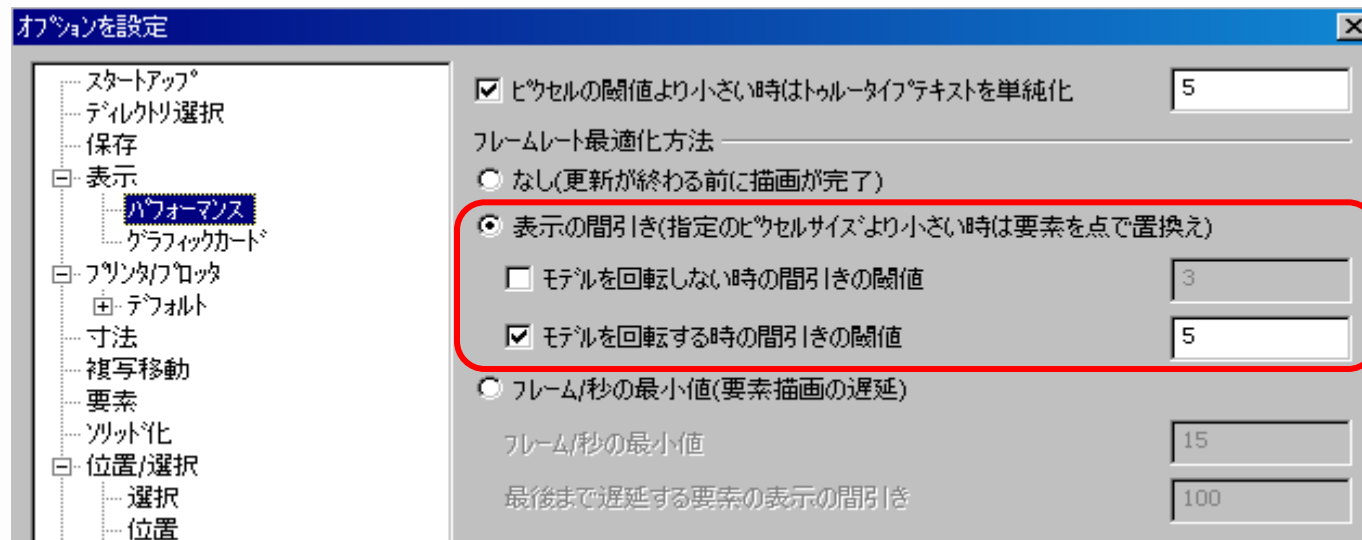 オプションを設定
スタートアップ
ディレクトリ選択
保存
表示
パフォーマンス
グラフィックカード
プリンタ/プロッタ
デフォルト
寸法
複写移動
要素
ソリッド化
位置/選択
選択
位置
ピクセルの閾値より小さい時はトゥルータイプテキストを単純化 5
フレームレート最適化方法
なし(更新が終わる前に描画が完了)
表示の間引き(指定のピクセルサイズより小さい時は要素を点で置換え)
モデルを回転しない時の間引きの閾値 3
モデルを回転する時の間引きの閾値 5
フレーム/秒の最小値(要素描画の遅延)
フレーム/秒の最小値 15
最後まで遅延する要素の表示の間引き 100